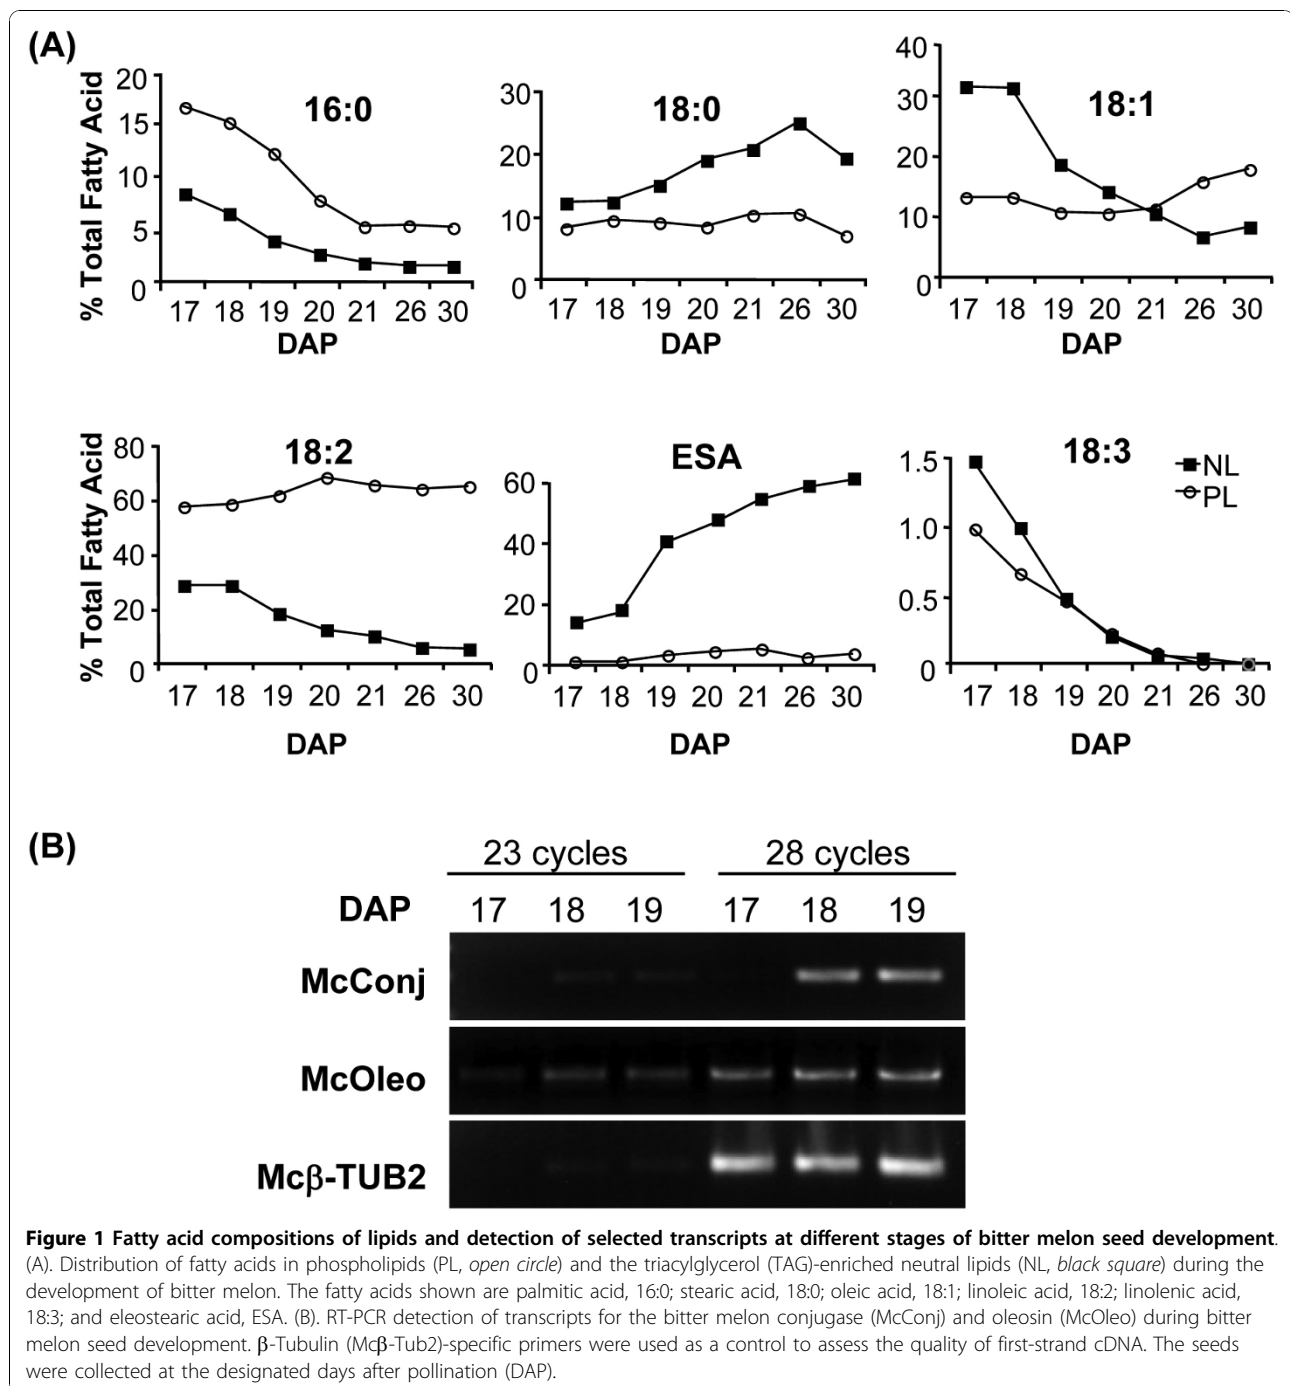 (A)
% Total Fatty Acid
20
15
10
5
0
16:0
17 18 19 20 21 26 30
DAP
30
20
10
0
18:0
17 18 19 20 21 26 30
DAP
40
30
20
10
0
18:1
17 18 19 20 21 26 30
DAP
% Total Fatty Acid
80
60
40
20
0
18:2
17 18 19 20 21 26 30
DAP
60
40
20
0
ESA
17 18 19 20 21 26 30
DAP
1.5
1.0
0.5
0
18:3
NL
PL
17 18 19 20 21 26 30
DAP
(B)
23 cycles 28 cycles
DAP 17 18 19 17 18 19
McConj
McOleo
Mcβ-TUB2
Figure 1 Fatty acid compositions of lipids and detection of selected transcripts at different stages of bitter melon seed development.
(A). Distribution of fatty acids in phospholipids (PL, open circle) and the triacylglycerol (TAG)-enriched neutral lipids (NL, black square) during the
development of bitter melon. The fatty acids shown are palmitic acid, 16:0; stearic acid, 18:0; oleic acid, 18:1; linoleic acid, 18:2; linolenic acid,
18:3; and eleostearic acid, ESA. (B). RT-PCR detection of transcripts for the bitter melon conjugase (McConj) and oleosin (McOleo) during bitter
melon seed development. β-Tubulin (Mcβ-Tub2)-specific primers were used as a control to assess the quality of first-strand cDNA. The seeds
were collected at the designated days after pollination (DAP).